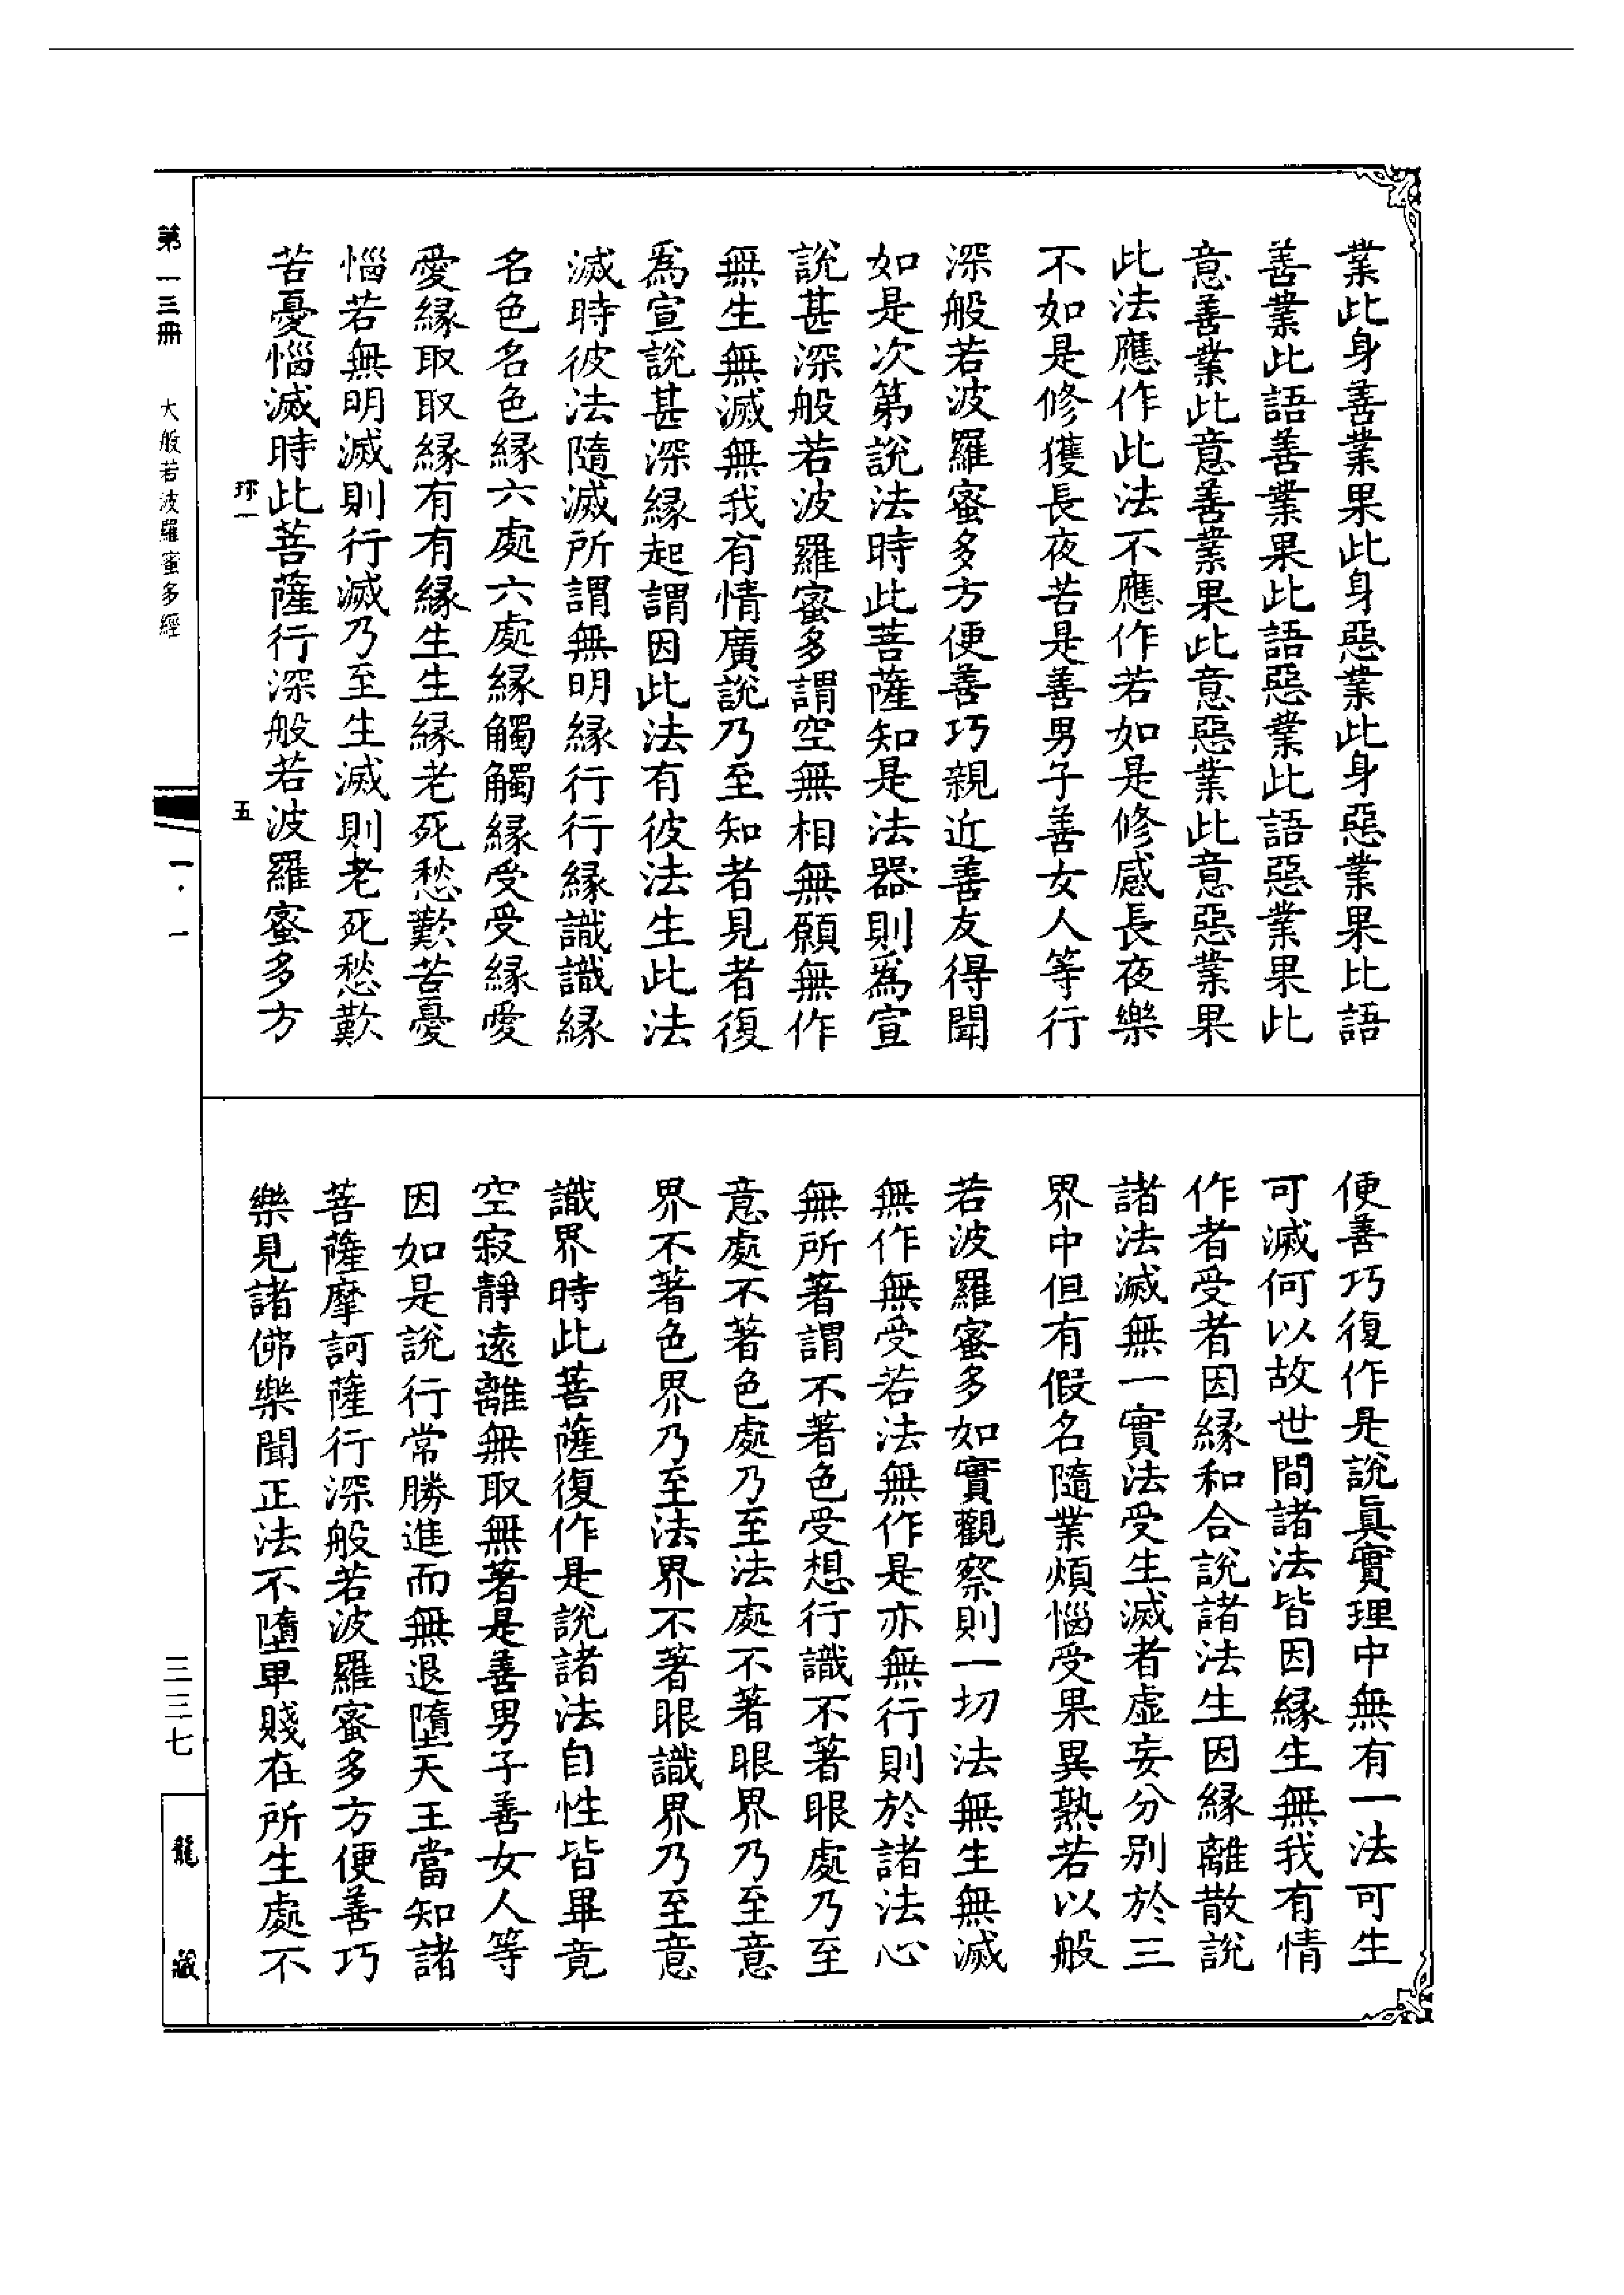 業此身善業果此身惡業此身惡業果此語
善業此語善業果此語惡業此語惡業果此
意善業此意善業果此意惡業此意惡業果
此法應作此法不應作若如是修感長夜樂
不如是修獲長夜苦是善男子善女人等行
深般若波羅蜜多方便善巧親近善友得聞
如是次第說法時此菩薩知是法器則爲宣
說甚深般若波羅蜜多謂空無相無願無作
無生無滅無我有情廣說乃至知者見者復
爲宣說甚深緣起謂因此法有彼法生此法
滅時彼法隨滅所謂無明緣行行緣識識緣
名色名色緣六處六處緣觸觸緣受受緣愛
愛緣取取緣有有緣生生緣老死愁歎苦憂
惱若無明滅則行滅乃至生滅則老死愁歎
苦憂惱滅時此菩薩行深般若波羅蜜多方
珎一
五
便善巧復作是說眞實理中無有一法可生
可滅何以故世間諸法皆因緣生無我有情
作者受者因緣和合說諸法生因緣離散說
諸法滅無一實法受生滅者虛妄分別於三
界中但有假名隨業煩惱受果異熟若以般
若波羅蜜多如實觀察則一切法無生無滅
無作無受若法無作是亦無行則於諸法心
無所著謂不著色受想行識不著眼處乃至
意處不著色處乃至法處不著眼界乃至意
界不著色界乃至法界不著眼識界乃至意
識界時此菩薩復作是說諸法自性皆畢竟
空寂靜遠離無取無著是善男子善女人等
因如是說行常勝進而無退墮天王當知諸
菩薩摩訶薩行深般若波羅蜜多方便善巧
樂見諸佛樂聞正法不墮卑賤在所生處不
第一三冊
大般若波羅蜜多經
一·一
三三七
龍藏